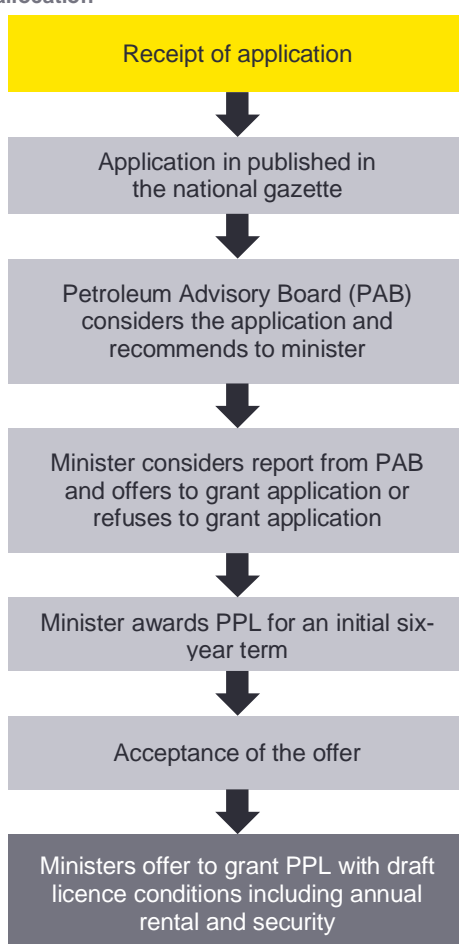 allocation
Receipt of application
Application in published in
the national gazette
Petroleum Advisory Board (PAB)
considers the application and
recommends to minister
Minister considers report from PAB
and offers to grant application or
refuses to grant application
Minister awards PPL for an initial six-
year term
Acceptance of the offer
Ministers offer to grant PPL with draft
licence conditions including annual
rental and security